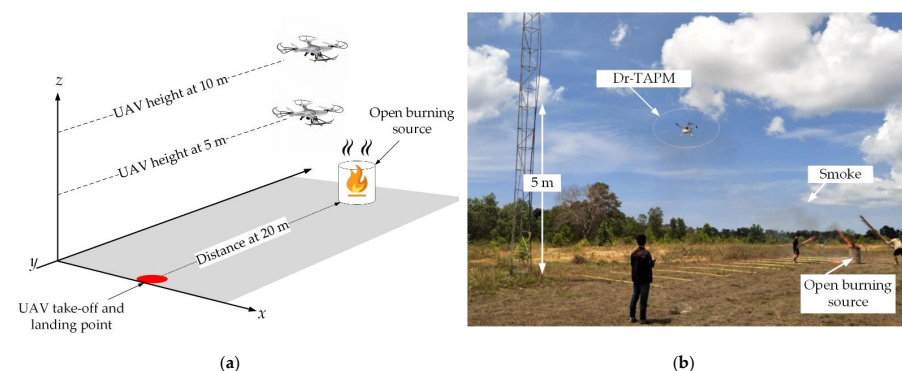 z
UAV height at 10 m
UAV height at 5 m
Open burning
source
Distance at 20 m
y
UAV take-off and
landing point
x
(a)
Dr-TAPM
5 m
Smoke
Open burning
source
(b)